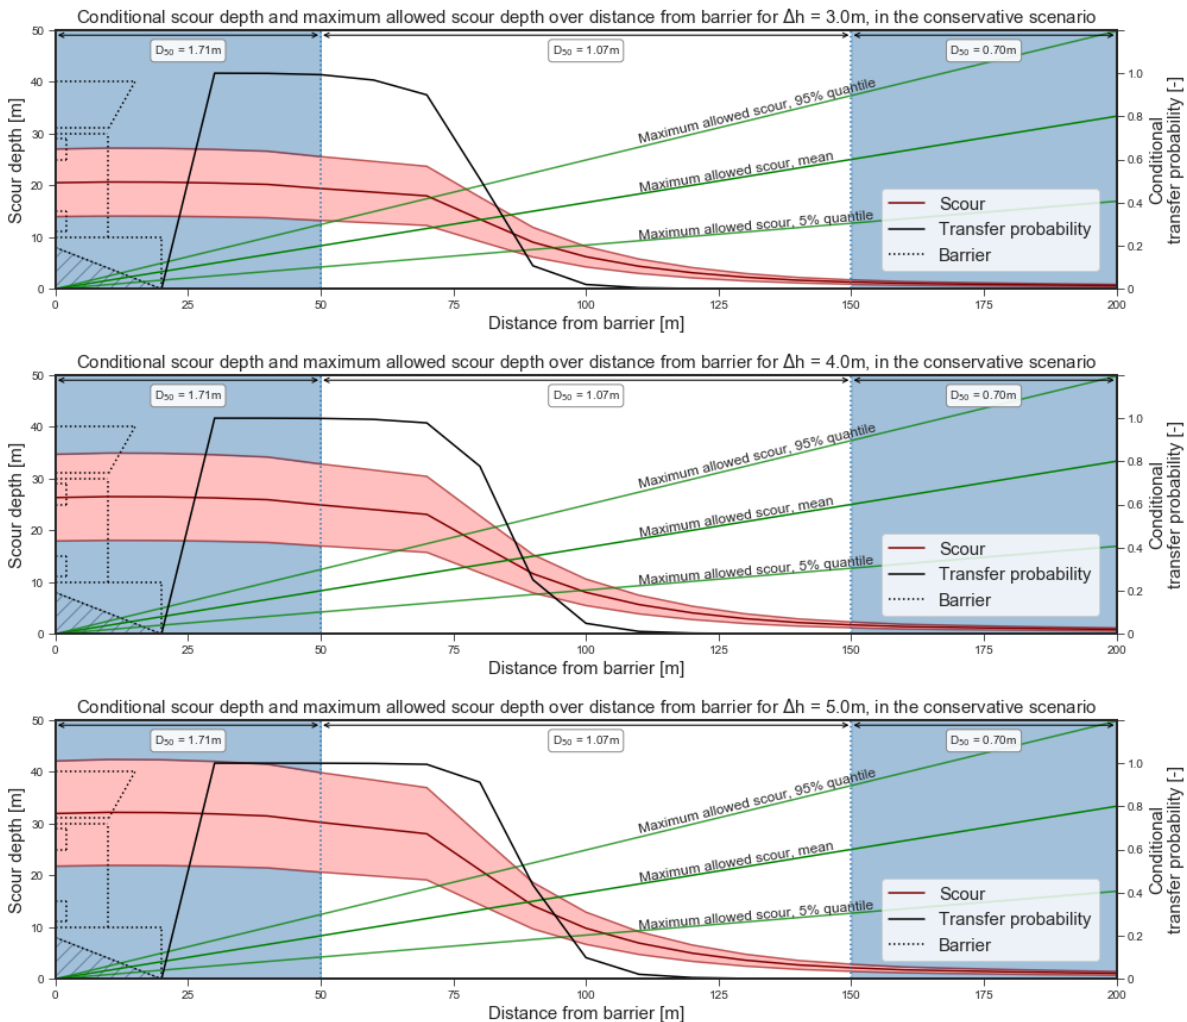 Conditional scour depth and maximum allowed scour depth over distance from barrier for Δh = 3.0m, in the conservative scenario
50
40
30
20
10
0
Scour depth [m]
D50 = 1.71m
D50 = 1.07m
D50 = 0.70m
Maximum allowed scour, 95% quantile
Maximum allowed scour, mean
Maximum allowed scour, 5% quantile
Scour
Transfer probability
Barrier
1.0
0.8
0.6
0.4
0.2
0
Conditional
transfer probability [-]
0 25 50 75 100 125 150 175 200
Distance from barrier [m]
Conditional scour depth and maximum allowed scour depth over distance from barrier for Δh = 4.0m, in the conservative scenario
50
40
30
20
10
0
Scour depth [m]
D50 = 1.71m
D50 = 1.07m
D50 = 0.70m
Maximum allowed scour, 95% quantile
Maximum allowed scour, mean
Maximum allowed scour, 5% quantile
Scour
Transfer probability
Barrier
1.0
0.8
0.6
0.4
0.2
0
Conditional
transfer probability [-]
0 25 50 75 100 125 150 175 200
Distance from barrier [m]
Conditional scour depth and maximum allowed scour depth over distance from barrier for Δh = 5.0m, in the conservative scenario
50
40
30
20
10
0
Scour depth [m]
D50 = 1.71m
D50 = 1.07m
D50 = 0.70m
Maximum allowed scour, 95% quantile
Maximum allowed scour, mean
Maximum allowed scour, 5% quantile
Scour
Transfer probability
Barrier
1.0
0.8
0.6
0.4
0.2
0
Conditional
transfer probability [-]
0 25 50 75 100 125 150 175 200
Distance from barrier [m]